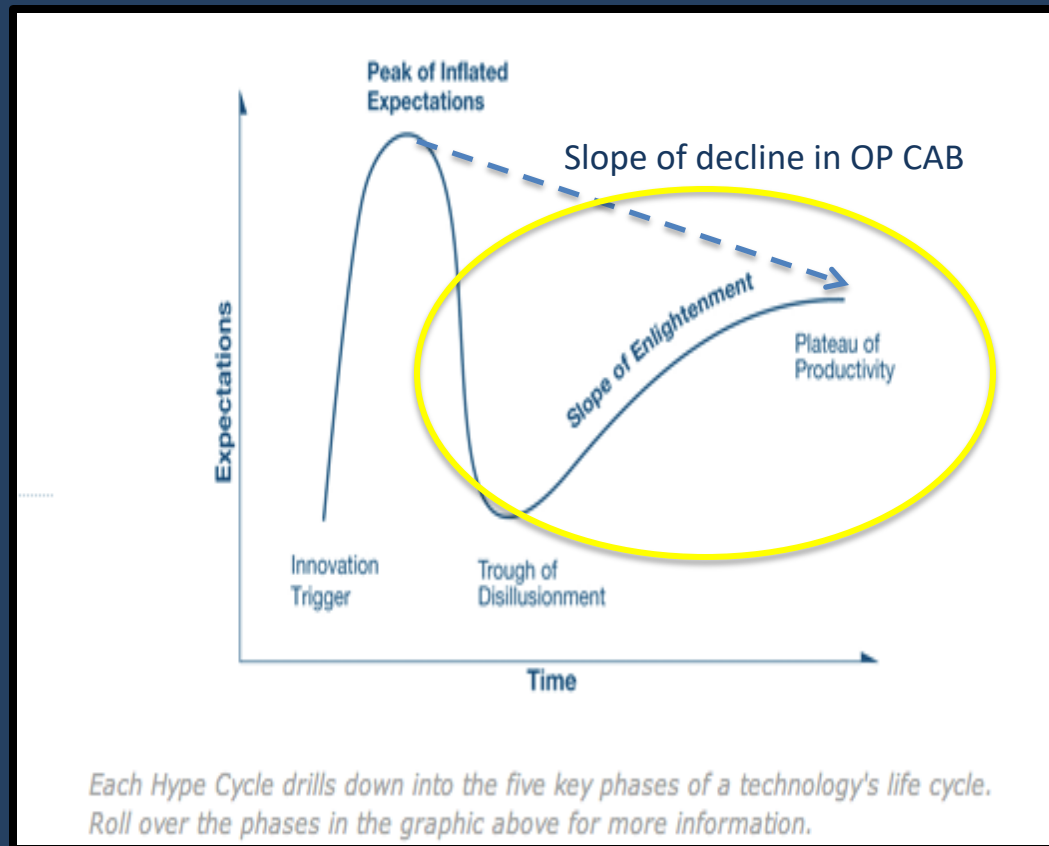 Peak of Inflated
Expectations
Slope of decline in OP CAB
Expectations
Slope of Enlightenment
Plateau of
Productivity
Innovation
Trigger
Trough of
Disillusionment
Time
Each Hype Cycle drills down into the five key phases of a technology's life cycle.
Roll over the phases in the graphic above for more information.